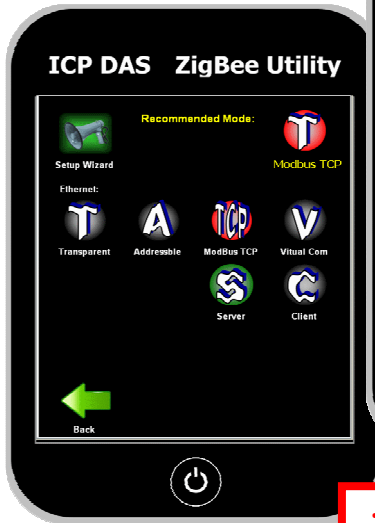 ICP DAS ZigBee Utility
Recommended Mode:
T
Setup Wizard
Modbus TCP
Ethernet:
T A TCP V
Transparent Addressble ModBus TCP Vitual Com
S C
Server Client
Back